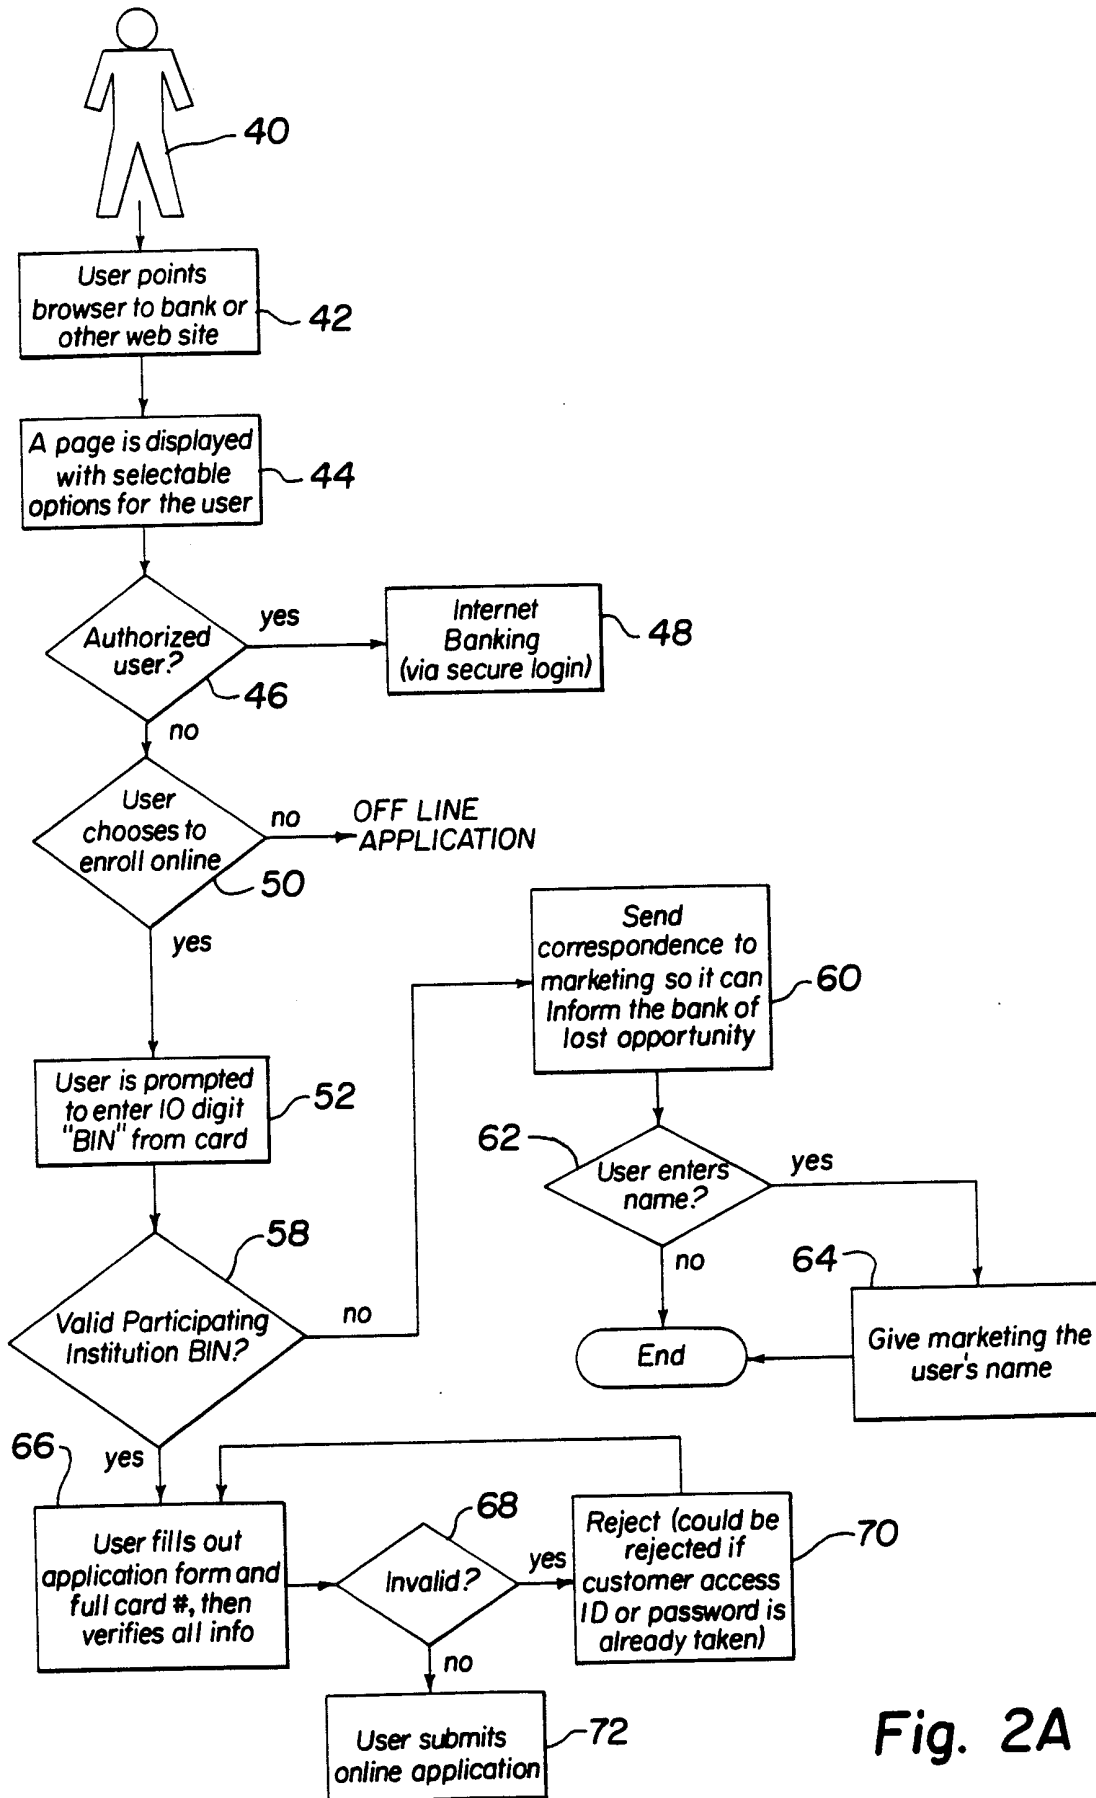 40
User points
browser to bank or
other web site
42
A page is displayed
with selectable
options for the user
44
Authorized
user?
yes
46
no
Internet
Banking
(via secure login)
48
User
chooses to
enroll online
no
OFF LINE
APPLICATION
50
yes
Send
correspondence to
marketing so it can
Inform the bank of
lost opportunity
60
User is prompted
to enter 10 digit
"BIN" from card
52
62
User enters
name?
yes
no
58
Valid Participating
Institution BIN?
no
yes
End
64
Give marketing the
user's name
66
User fills out
application form and
full card #, then
verifies all info
68
Invalid?
yes
no
Reject (could be
rejected if
customer access
ID or password is
already taken)
70
User submits
online application
72
Fig. 2A